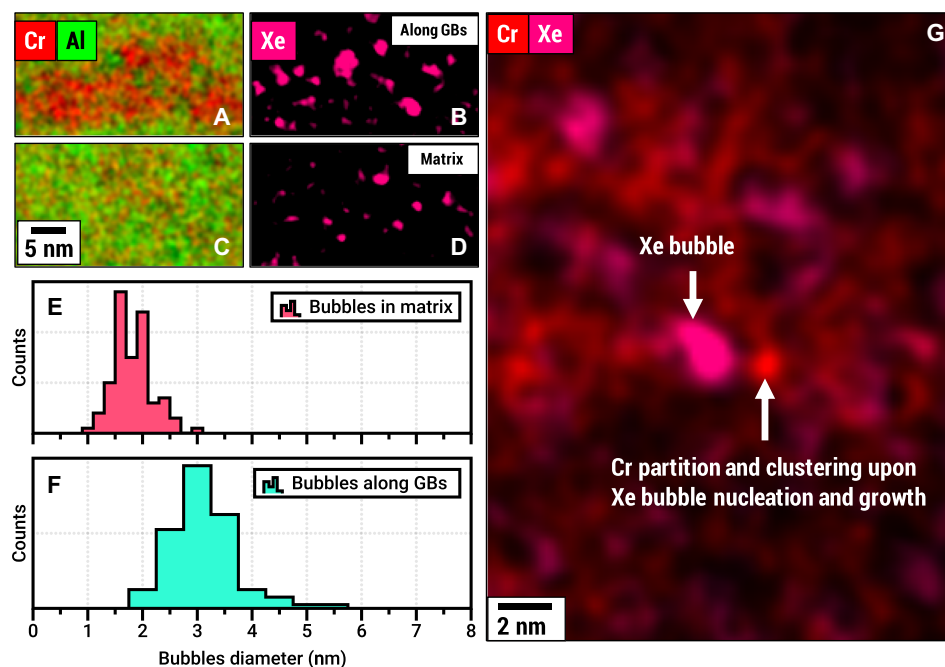 Cr Al
A
Xe
Along GBs
B
C
5 nm
Matrix
D
Cr Xe
G
Xe bubble
Cr partition and clustering upon
Xe bubble nucleation and growth
2 nm
E
Bubbles in matrix
Counts
F
Bubbles along GBs
Counts
0 1 2 3 4 5 6 7 8
Bubbles diameter (nm)